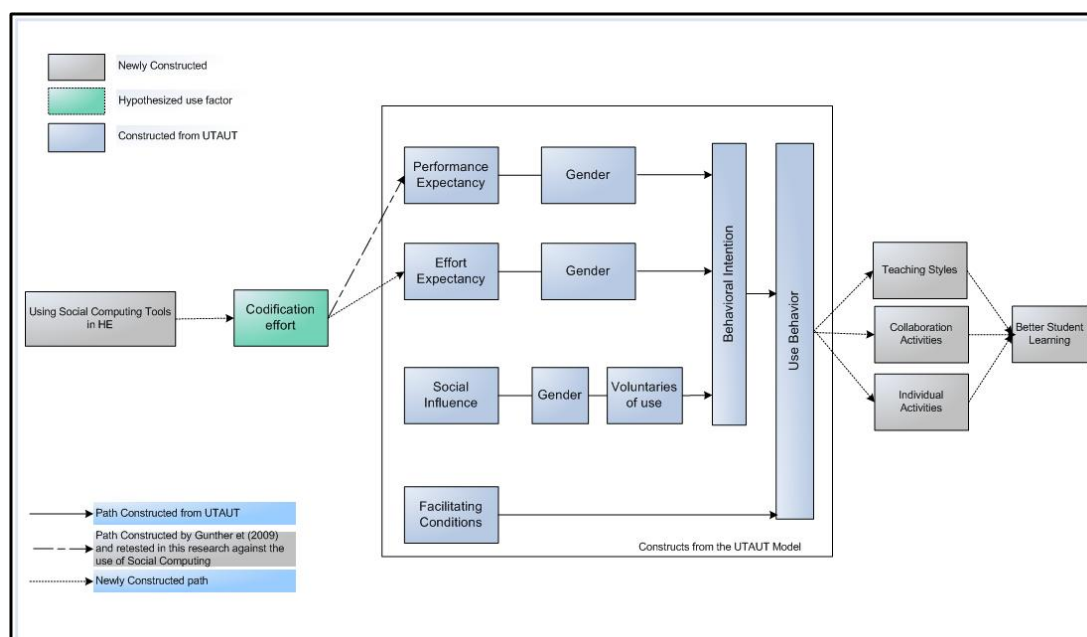 Newly Constructed
Hypothesized use factor
Constructed from UTAUT
Performance
Expectancy
Gender
Effort
Expectancy
Gender
Using Social Computing Tools
in HE
Codification
effort
Social
Influence
Gender
Voluntaries
of use
Facilitating
Conditions
Behavioral Intention
Use Behavior
Teaching Styles
Collaboration
Activities
Individual
Activities
Better Student
Learning
Constructs from the UTAUT Model
Path Constructed from UTAUT
Path Constructed by Gunther et (2009)
and retested in this research against the
use of Social Computing
Newly Constructed path